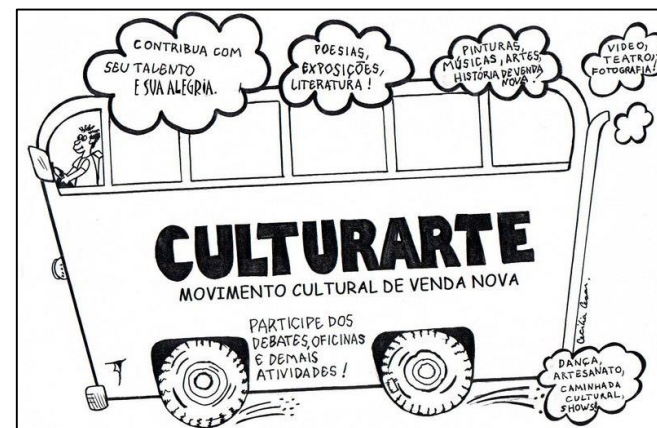 CONTRIBUA COM
SEU TALENTO
E SUA ALEGRIA.
POESIAS,
EXPOSIÇÕES,
LITERATURA!
PINTURAS,
MÚSICAS, ARTES,
HISTÓRIA DE VENDA
NOVA!
VIDEO,
TEATRO,
FOTOGRAFIA!
CULTURARTE
MOVIMENTO CULTURAL DE VENDA NOVA
PARTICIPE DOS
DEBATES, OFICINAS
E DEMAIS
ATIVIDADES!
DANÇA,
ARTESANATO,
CAMINHADA
CULTURAL,
SHOWS!